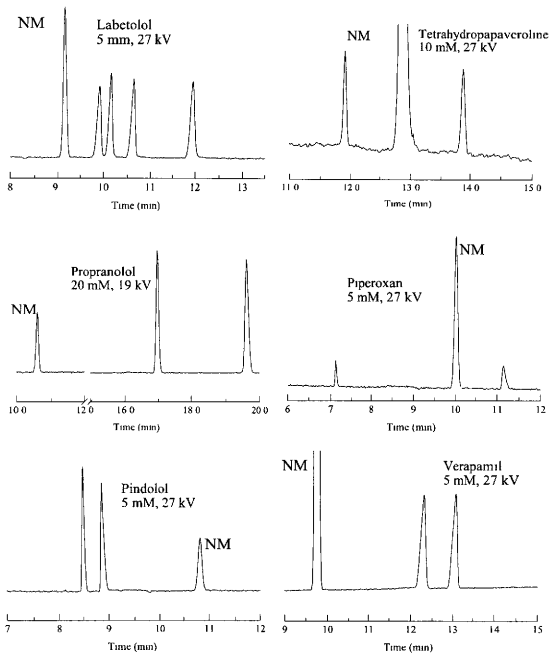 NM
Labetolol
5 mm, 27 kV
8 9 10 11 12 13
Time (min)
NM
Tetrahydropapaveroline
10 mM, 27 kV
11 0 12 0 13 0 14 0 15 0
Time (min)
Propranolol
20 mM, 19 kV
NM
10 0 12 0 16 0 18 0 20 0
Time (min)
Piperoxan
5 mM, 27 kV
NM
6 7 8 9 10 11 12
Time (min)
Pindolol
5 mM, 27 kV
NM
7 8 9 10 11 12
Time (min)
NM
Verapamil
5 mM, 27 kV
9 10 11 12 13 14 15
Time (min)